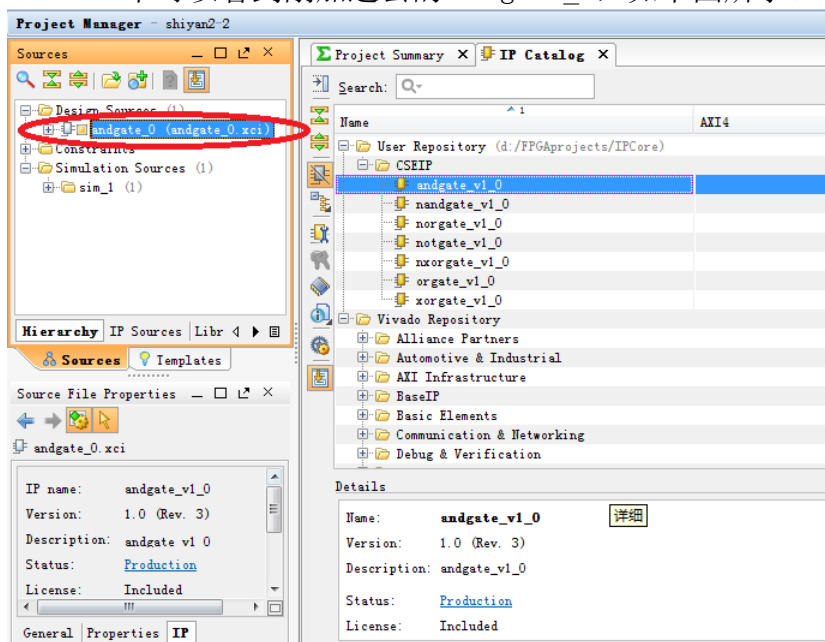 Project Manager - shiyan2-2
Sources
Design Sources (1)
andgate_0 (andgate_0.xci)
Constraints
Simulation Sources (1)
sim_1 (1)
Hierarchy IP Sources Libr
Sources Templates
Source File Properties
andgate_0.xci
IP name: andgate_v1_0
Version: 1.0 (Rev. 3)
Description: andgate v1 0
Status: Production
License: Included
General Properties IP
Project Summary IP Catalog
Search:
Name 1 AXI4
User Repository (d:/FPGAprojects/IPCore)
CSEIP
andgate_v1_0
nandgate_v1_0
norgate_v1_0
notgate_v1_0
nxorgate_v1_0
orgate_v1_0
xorgate_v1_0
Vivado Repository
Alliance Partners
Automotive & Industrial
AXI Infrastructure
BaseIP
Basic Elements
Communication & Networking
Debug & Verification
Details
Name: andgate_v1_0
详细
Version: 1.0 (Rev. 3)
Description: andgate_v1_0
Status: Production
License: Included